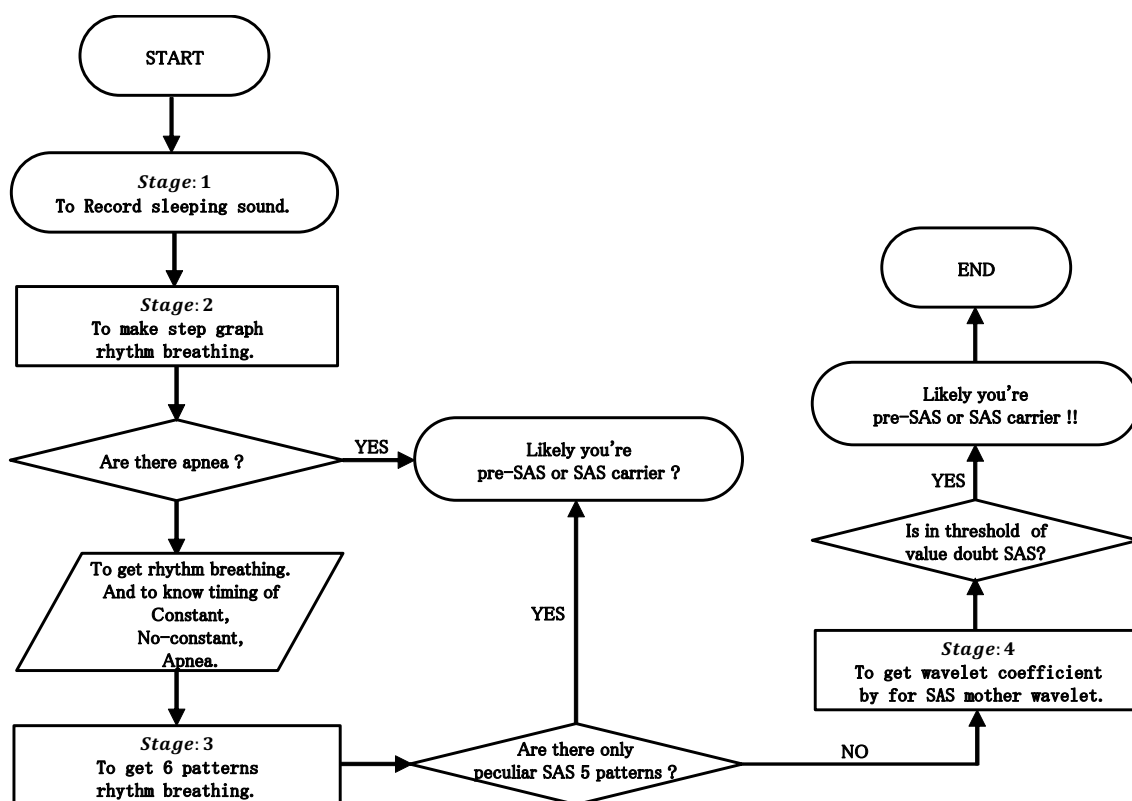 START
Stage: 1
To Record sleeping sound.
Stage: 2
To make step graph
rhythm breathing.
Are there apnea ?
YES
Likely you're
pre-SAS or SAS carrier ?
To get rhythm breathing.
And to know timing of
Constant,
No-constant,
Apnea.
Stage: 3
To get 6 patterns
rhythm breathing.
Are there only
peculiar SAS 5 patterns ?
YES
NO
Stage: 4
To get wavelet coefficient
by for SAS mother wavelet.
Is in threshold of
value doubt SAS?
YES
Likely you're
pre-SAS or SAS carrier !!
END